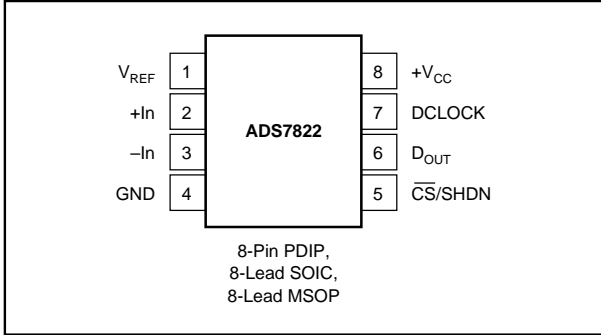 V_REF 1
+In 2
–In 3
GND 4
ADS7822
8 +V_CC
7 DCLOCK
6 D_OUT
5 C̅S̅/SHDN
8-Pin PDIP,
8-Lead SOIC,
8-Lead MSOP